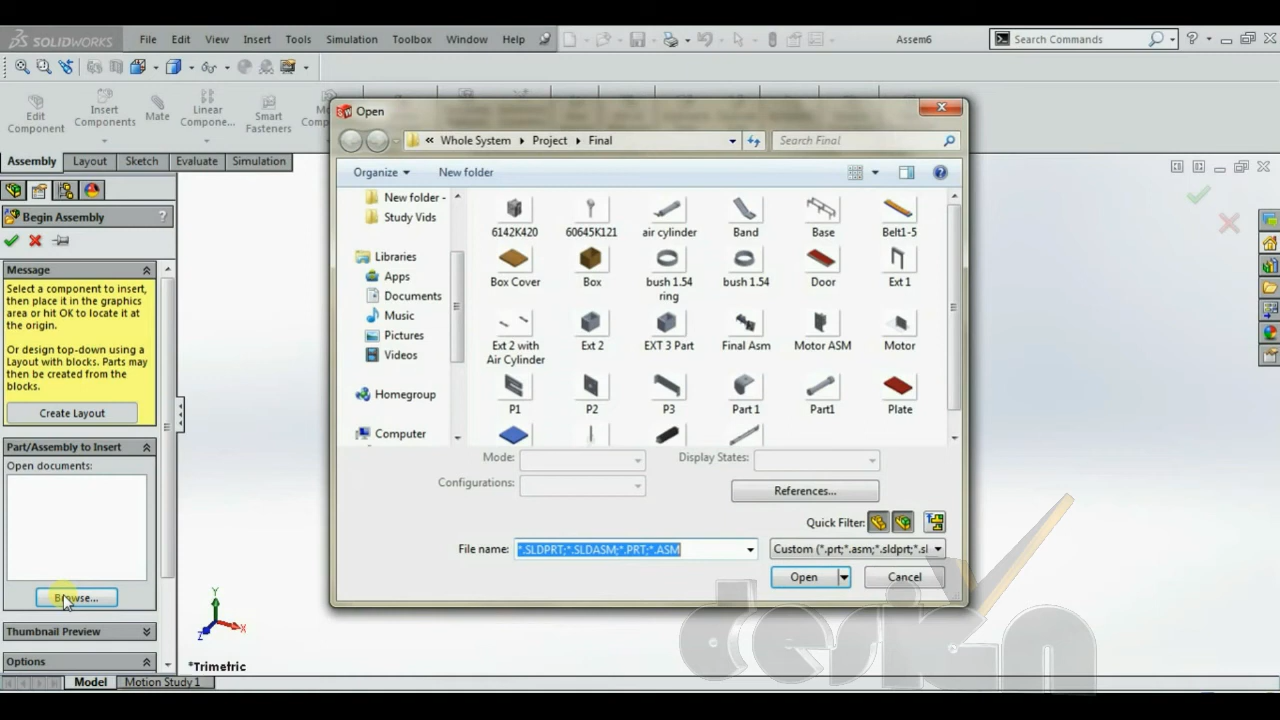 SOLIDWORKS File Edit View Insert Tools Simulation Toolbox Window Help Assem6 Search Commands
Edit Component
Insert Components
Mate
Linear Compone...
Smart Fasteners
Assembly Layout Sketch Evaluate Simulation
Begin Assembly ?
Message
Select a component to insert,
then place it in the graphics
area or hit OK to locate it at
the origin.
Or design top-down using a
Layout with blocks. Parts may
then be created from the
blocks.
Create Layout
Part/Assembly to Insert
Open documents:
Browse...
Thumbnail Preview
Options
Open
« Whole System Project Final Search Final
Organize New folder
New folder -
Study Vids
Libraries
Apps
Documents
Music
Pictures
Videos
Homegroup
Computer
6142K420 60645K121 air cylinder Band Base Belt1-5
Box Cover Box bush 1.54 ring bush 1.54 Door Ext 1
Ext 2 with Air Cylinder Ext 2 EXT 3 Part Final Asm Motor ASM Motor
P1 P2 P3 Part 1 Part1 Plate
Mode: Display States:
Configurations:
References...
Quick Filter:
File name: *.SLDPRT;*.SLDASM;*.PRT;*.ASM Custom (*.prt;*.asm;*.sldprt;*.sl
Open Cancel
Y
X
Z
*Trimetric
Model Motion Study 1